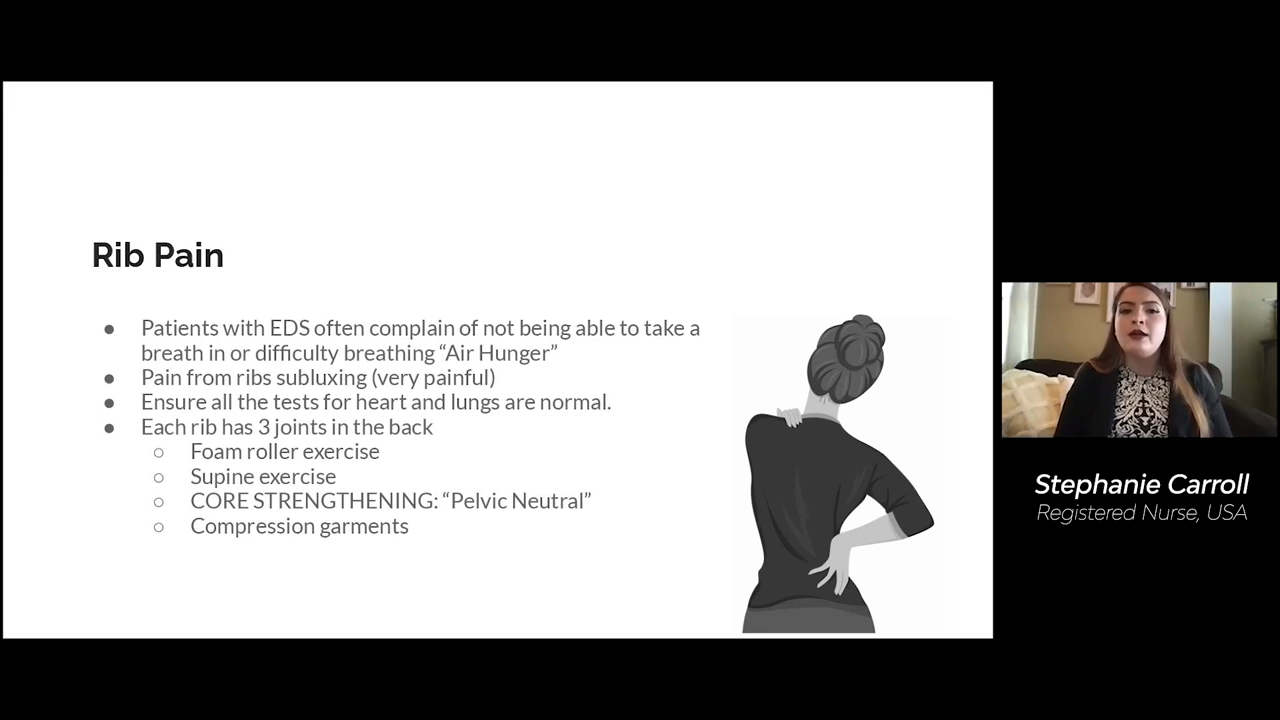 Rib Pain
● Patients with EDS often complain of not being able to take a
breath in or difficulty breathing “Air Hunger”
● Pain from ribs subluxing (very painful)
● Ensure all the tests for heart and lungs are normal.
● Each rib has 3 joints in the back
○ Foam roller exercise
○ Supine exercise
○ CORE STRENGTHENING: “Pelvic Neutral”
○ Compression garments
Stephanie Carroll
Registered Nurse, USA